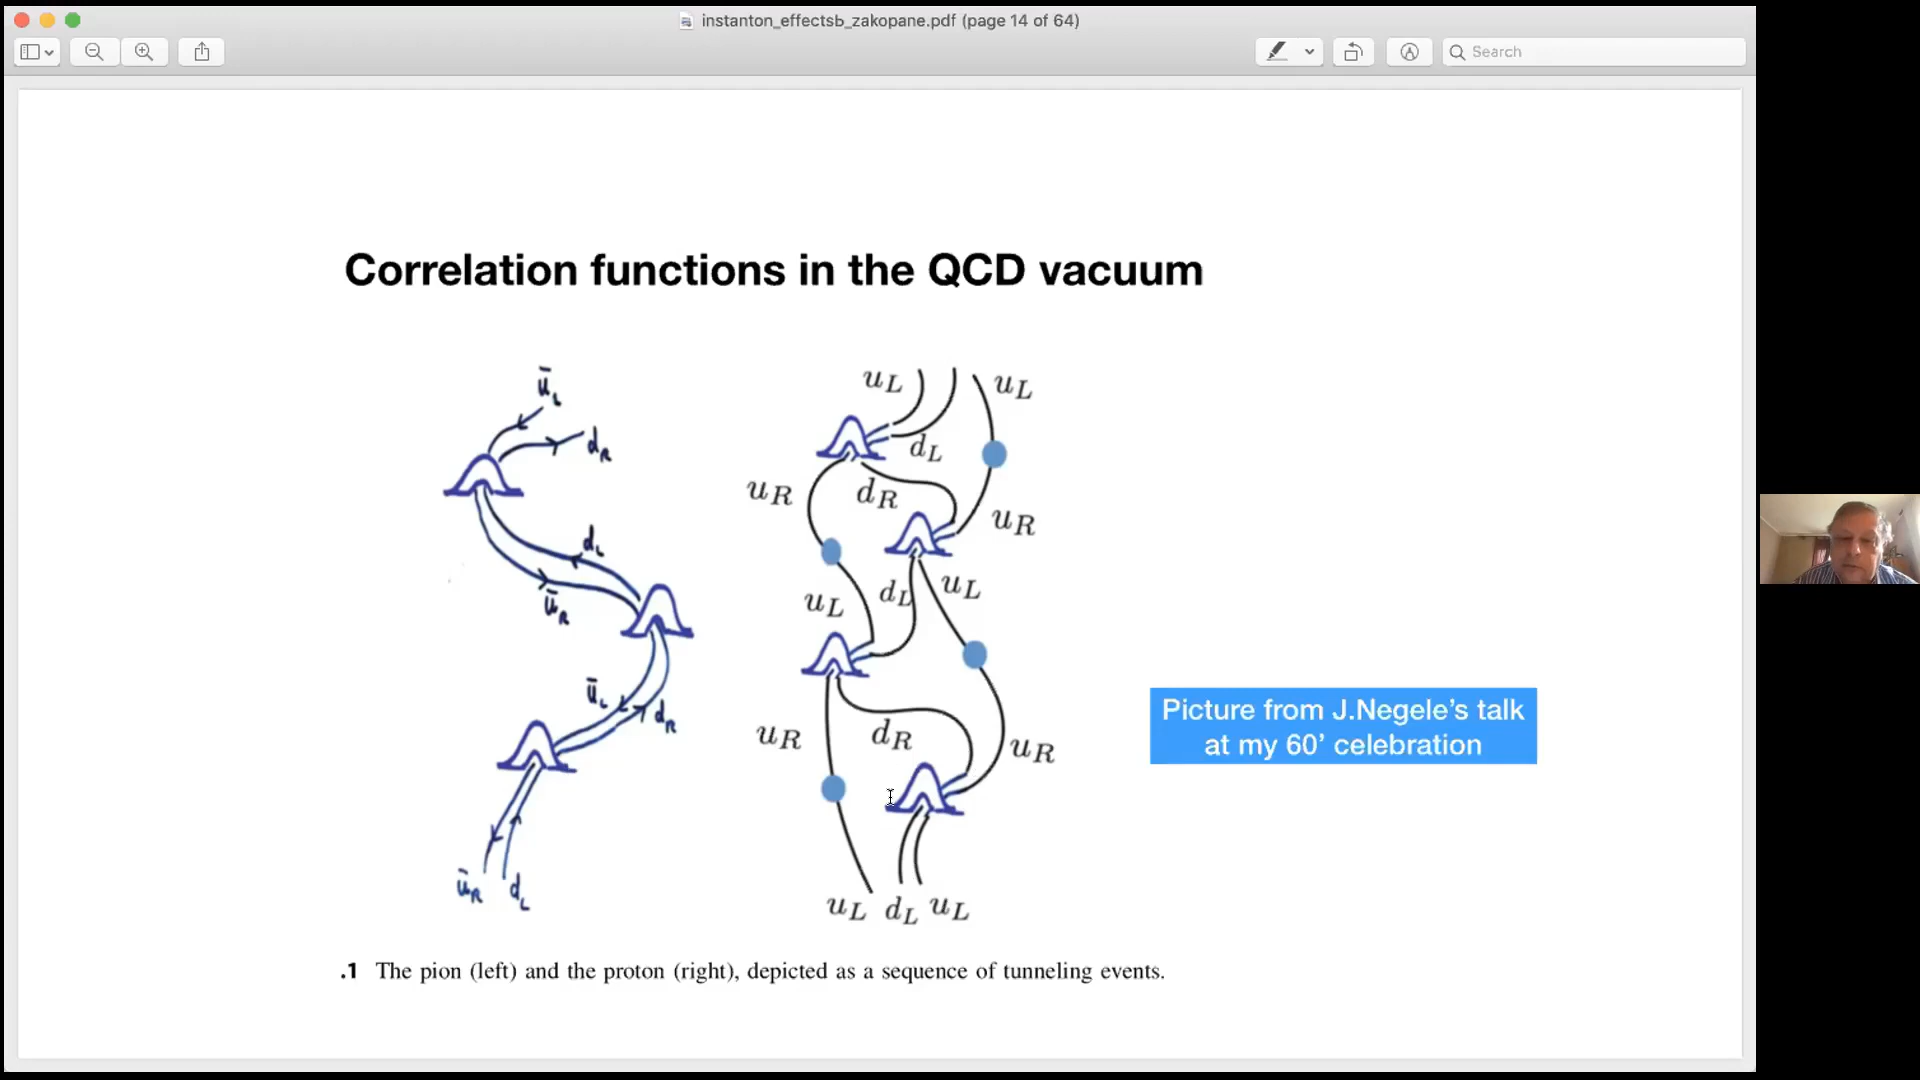 instanton_effectsb_zakopane.pdf (page 14 of 64)
Search
Correlation functions in the QCD vacuum
ū_L
d_R
d_L
ū_R
ū_L
d_R
ū_R d_L
u_L u_L
d_L
u_R d_R
u_R
u_L d_L u_L
u_R d_R u_R
u_L d_L u_L
Picture from J.Negele's talk
at my 60' celebration
.1 The pion (left) and the proton (right), depicted as a sequence of tunneling events.